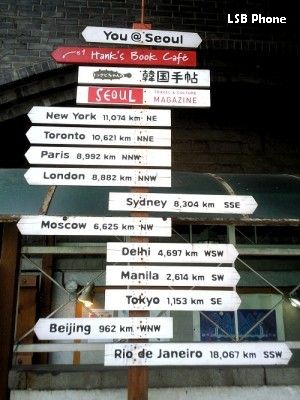 LSB Phone
You @ Seoul
Hank's Book Café
韓国手帖
SEOUL TRAVEL & CULTURE MAGAZINE
New York 11,074 km NE
Toronto 10,621 km NNE
Paris 8,992 km NNW
London 8,882 km NNW
Sydney 8,304 km SSE
Moscow 6,625 km NW
Delhi 4,697 km WSW
Manila 2,614 km SW
Tokyo 1,153 km SE
Beijing 962 km WNW
Rio de Janeiro 18,067 km SSW